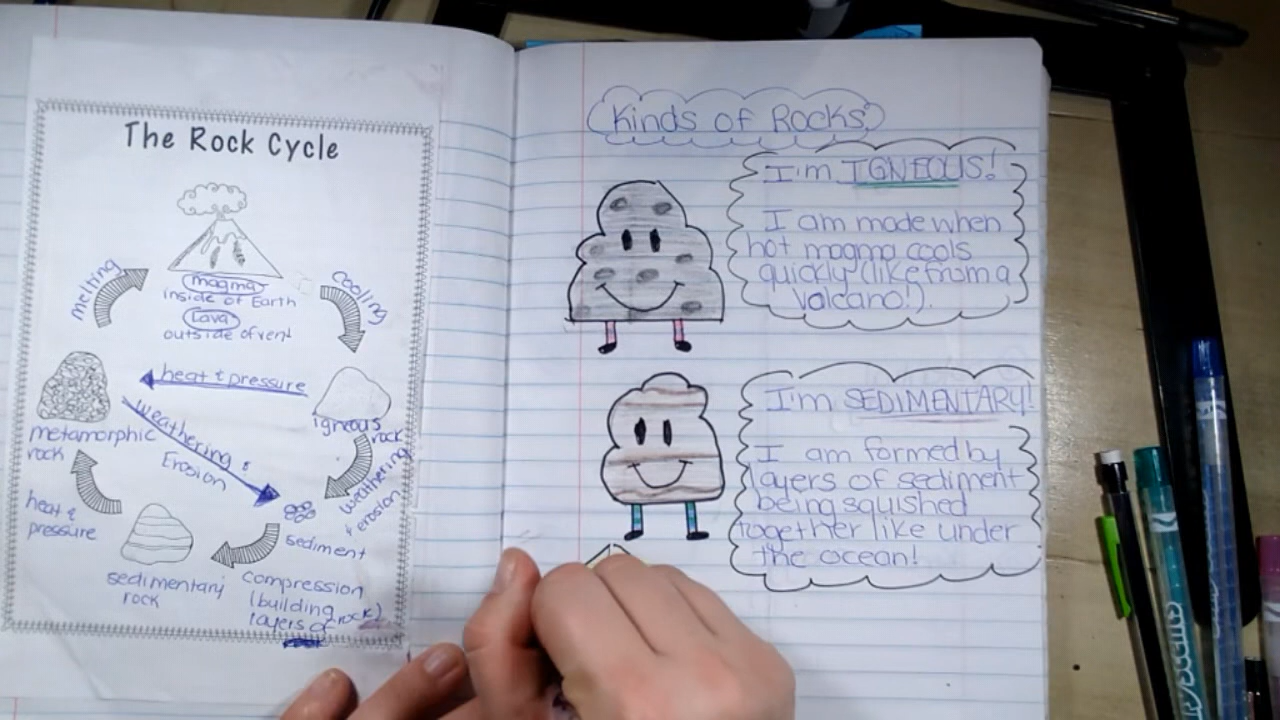 The Rock Cycle
melting
cooling
magma
inside of Earth
Lava
outside of vent
heat & pressure
igneous
rock
metamorphic
rock
weathering &
Erosion
weathering
& erosion
heat &
pressure
sediment
sedimentary
rock
compression
(building
layers of rock)
Kinds of Rocks
I'm IGNEOUS!
I am made when
hot magma cools
quickly (like from a
volcano!).
I'm SEDIMENTARY!
I am formed by
layers of sediment
being squished
together like under
the ocean!